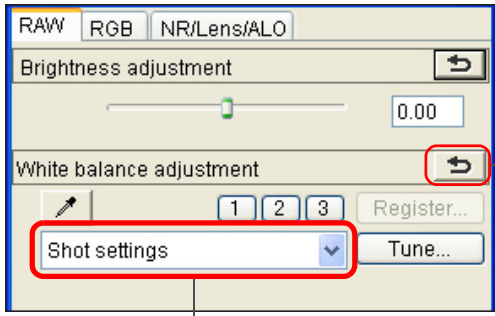 RAW RGB NR/Lens/ALO
Brightness adjustment
0.00
White balance adjustment
1 2 3 Register...
Shot settings Tune...